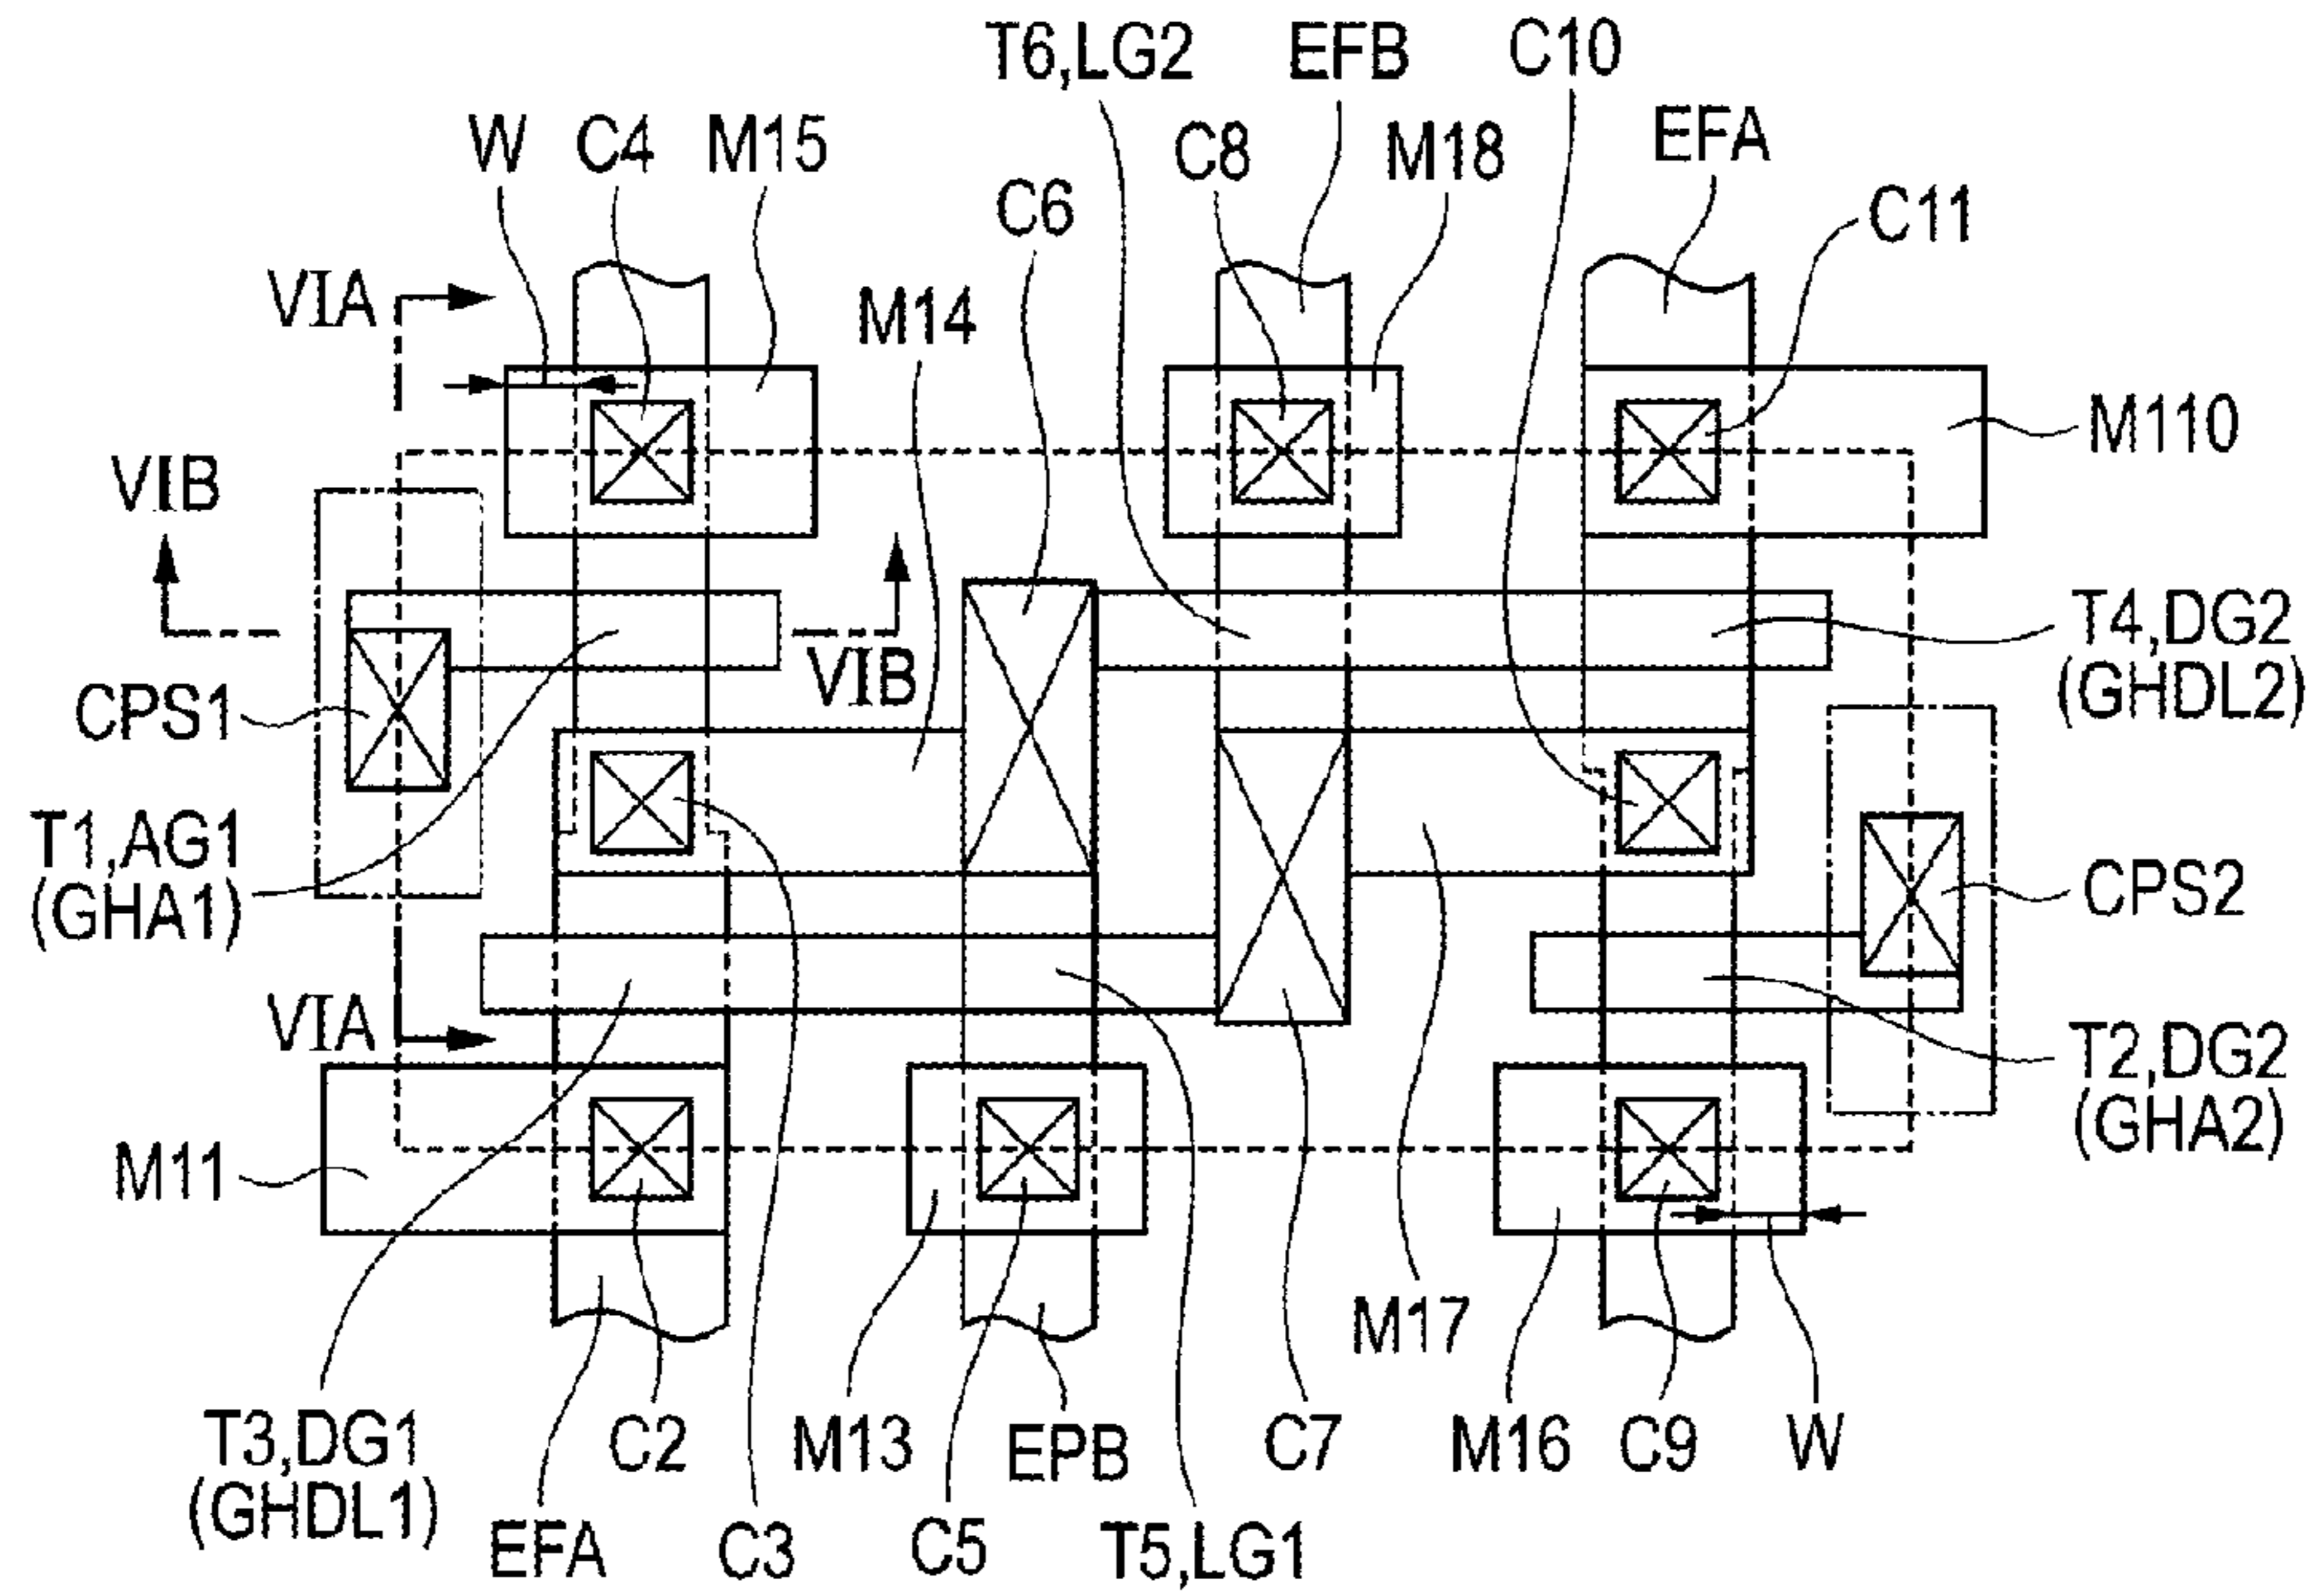 T6,LG2
EFB
C10
W
C4
M15
C8
M18
EFA
C6
C11
VIA
M14
M110
VIB
T4,DG2
(GHDL2)
VIB
CPS1
T1,AG1
(GHA1)
CPS2
VIA
T2,DG2
(GHA2)
M11
M17
T3,DG1
(GHDL1)
C2
M13
EPB
C7
M16
C9
W
EFA
C3
C5
T5,LG1